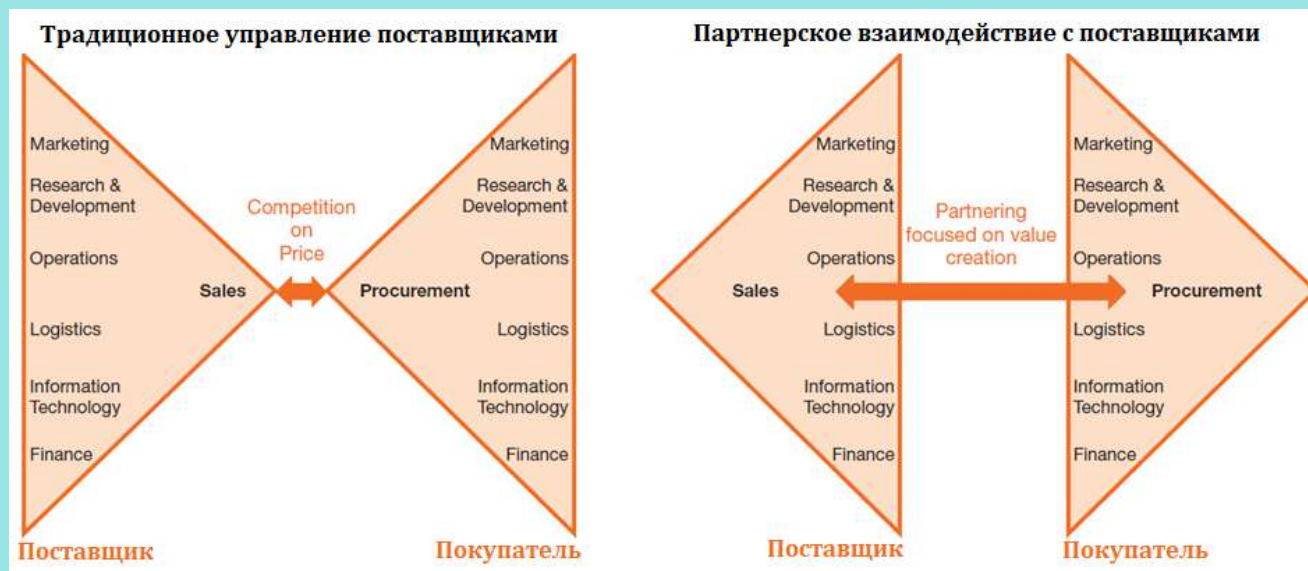 Традиционное управление поставщиками
Marketing
Research &
Development
Operations
Sales
Logistics
Information
Technology
Finance
Поставщик
Competition
on
Price
Marketing
Research &
Development
Operations
Procurement
Logistics
Information
Technology
Finance
Покупатель
Партнерское взаимодействие с поставщиками
Marketing
Research &
Development
Operations
Sales
Logistics
Information
Technology
Finance
Поставщик
Partnering
focused on value
creation
Marketing
Research &
Development
Operations
Procurement
Logistics
Information
Technology
Finance
Покупатель